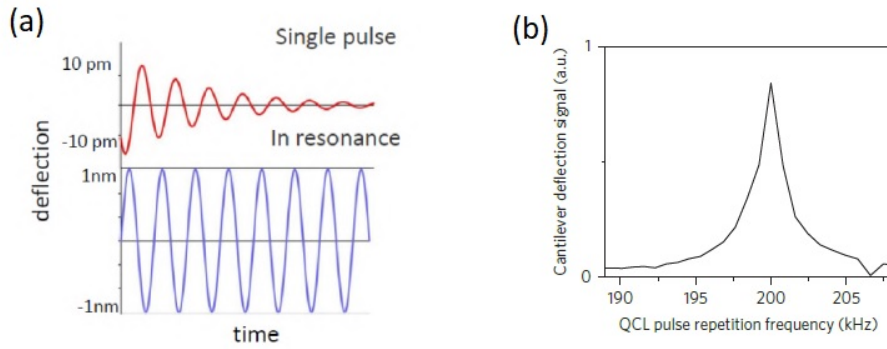 (a)
Single pulse
10 pm
-10 pm
In resonance
1nm
-1nm
deflection
time
(b)
Cantilever deflection signal (a.u.)
1
0
190
195
200
205
QCL pulse repetition frequency (kHz)